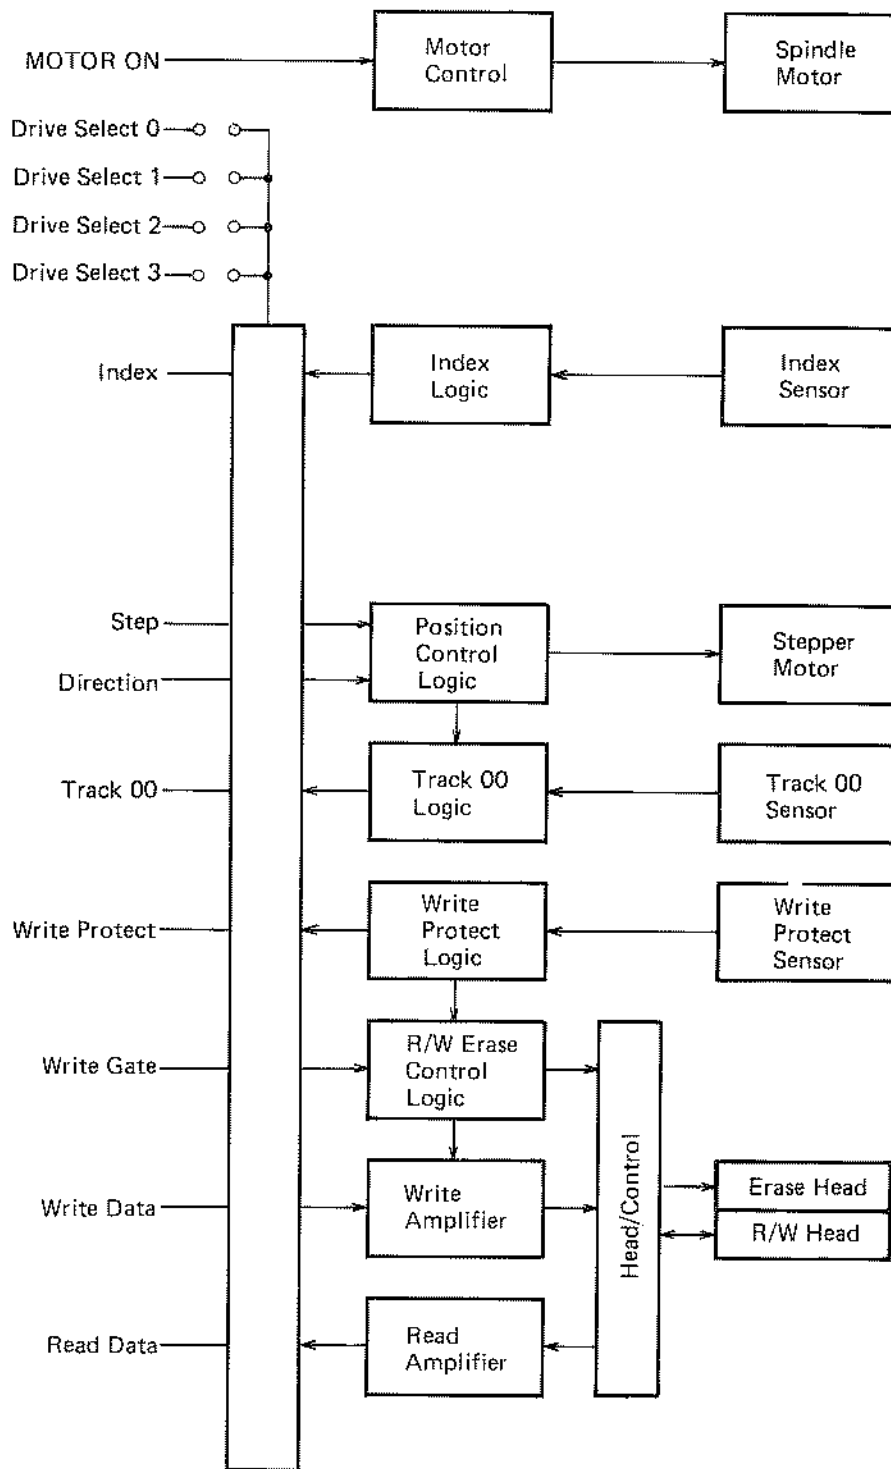 MOTOR ON
Motor
Control
Spindle
Motor
Drive Select 0
Drive Select 1
Drive Select 2
Drive Select 3
Index
Index
Logic
Index
Sensor
Step
Direction
Position
Control
Logic
Stepper
Motor
Track 00
Track 00
Logic
Track 00
Sensor
Write Protect
Write
Protect
Logic
Write
Protect
Sensor
Write Gate
R/W Erase
Control
Logic
Head/Control
Write Data
Write
Amplifier
Erase Head
R/W Head
Read Data
Read
Amplifier